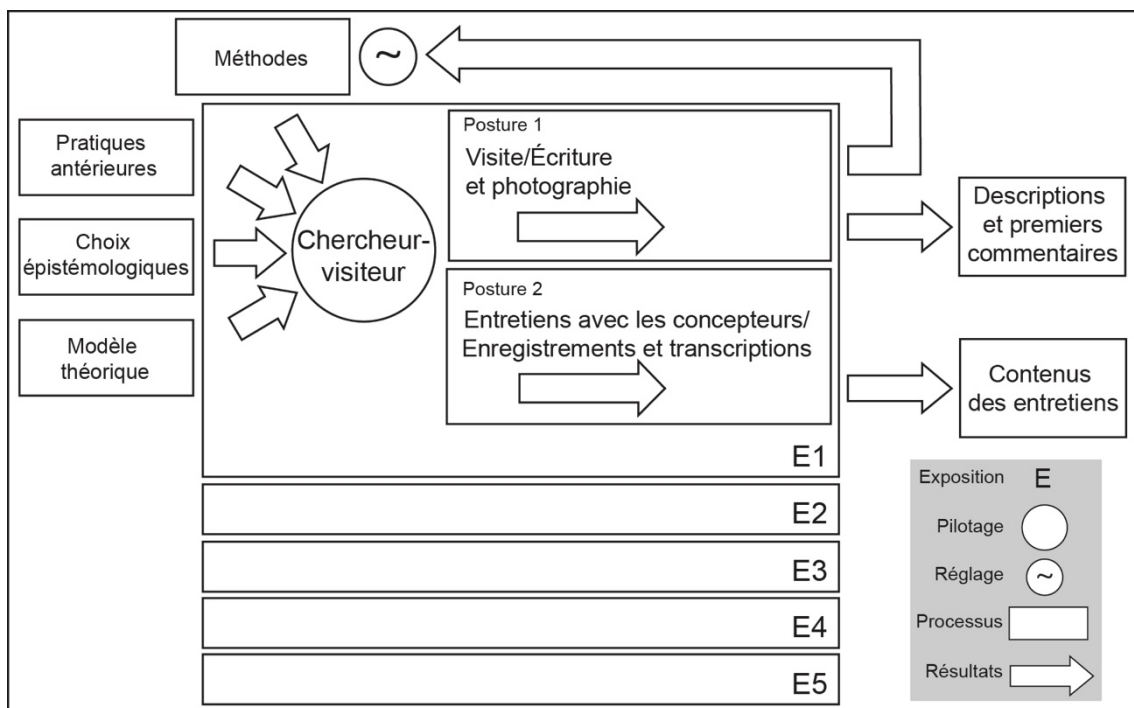 Méthodes
~
Pratiques
antérieures
Choix
épistémologiques
Modèle
théorique
Chercheur-
visiteur
Posture 1
Visite/Écriture
et photographie
Posture 2
Entretiens avec les concepteurs/
Enregistrements et transcriptions
E1
E2
E3
E4
E5
Descriptions
et premiers
commentaires
Contenus
des entretiens
Exposition E
Pilotage
Réglage ~
Processus
Résultats